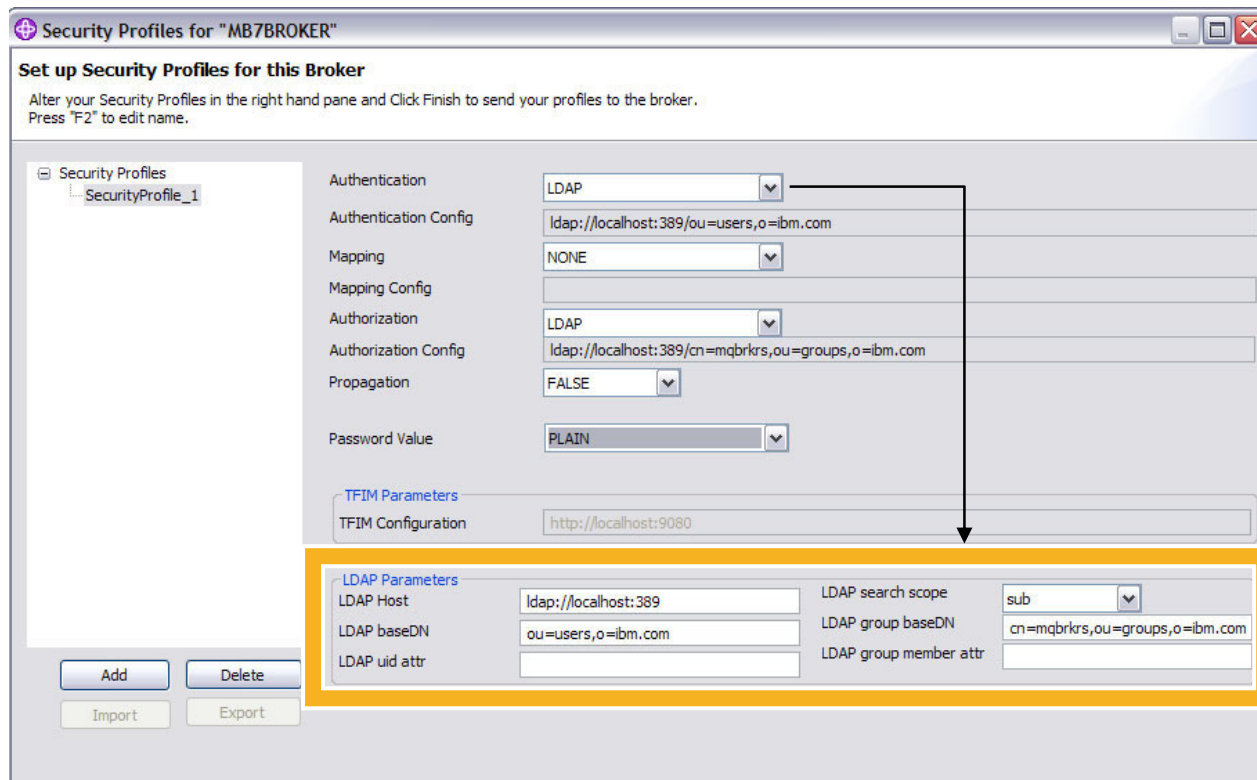 Security Profiles for "MB7BROKER"
Set up Security Profiles for this Broker
Alter your Security Profiles in the right hand pane and Click Finish to send your profiles to the broker.
Press "F2" to edit name.
Security Profiles
SecurityProfile_1
Authentication LDAP
Authentication Config ldap://localhost:389/ou=users,o=ibm.com
Mapping NONE
Mapping Config
Authorization LDAP
Authorization Config ldap://localhost:389/cn=mqbrkrs,ou=groups,o=ibm.com
Propagation FALSE
Password Value PLAIN
TFIM Parameters
TFIM Configuration http://localhost:9080
LDAP Parameters
LDAP Host ldap://localhost:389 LDAP search scope sub
LDAP baseDN ou=users,o=ibm.com LDAP group baseDN cn=mqbrkrs,ou=groups,o=ibm.com
LDAP uid attr LDAP group member attr
Add Delete
Import Export